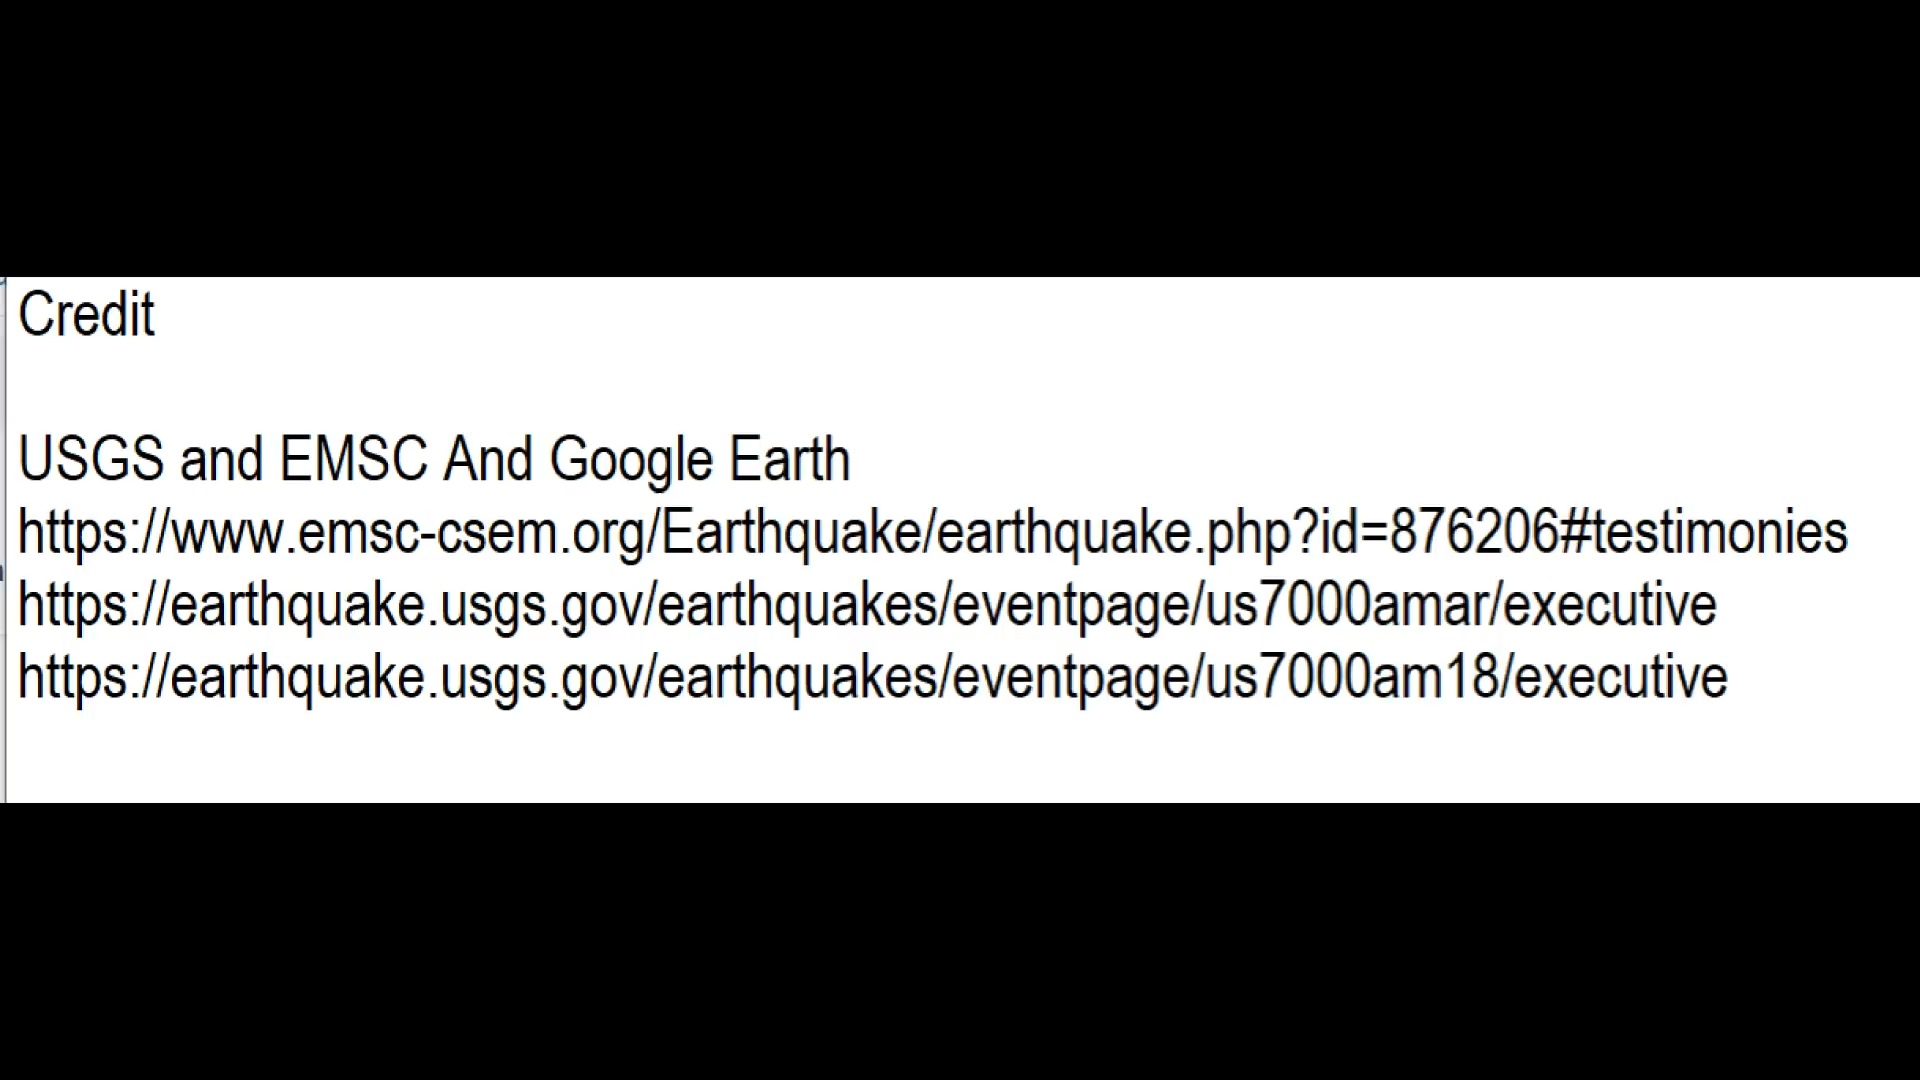 Credit
USGS and EMSC And Google Earth
https://www.emsc-csem.org/Earthquake/earthquake.php?id=876206#testimonies
https://earthquake.usgs.gov/earthquakes/eventpage/us7000amar/executive
https://earthquake.usgs.gov/earthquakes/eventpage/us7000am18/executive